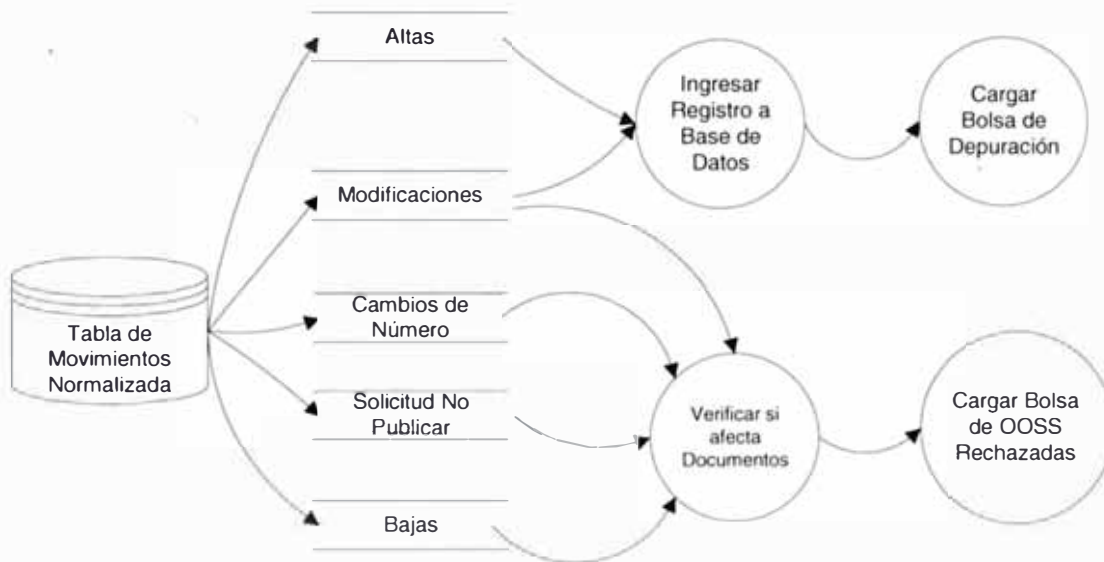 Altas
Ingresar
Registro a
Base de
Datos
Cargar
Bolsa de
Depuración
Modificaciones
Tabla de
Movimientos
Normalizada
Cambios de
Número
Solicitud No
Publicar
Verificar si
afecta
Documentos
Cargar Bolsa
de OOSS
Rechazadas
Bajas